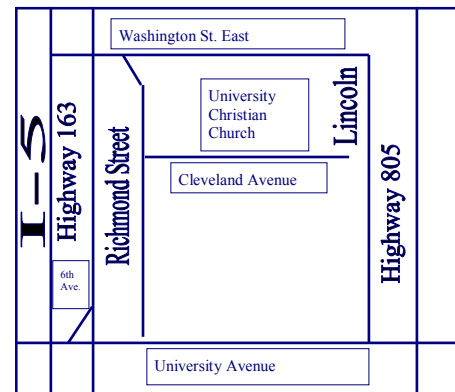 Washington St. East
I-5
Highway 163
Richmond Street
University
Christian
Church
Lincoln
Cleveland Avenue
Highway 805
6th
Ave.
University Avenue